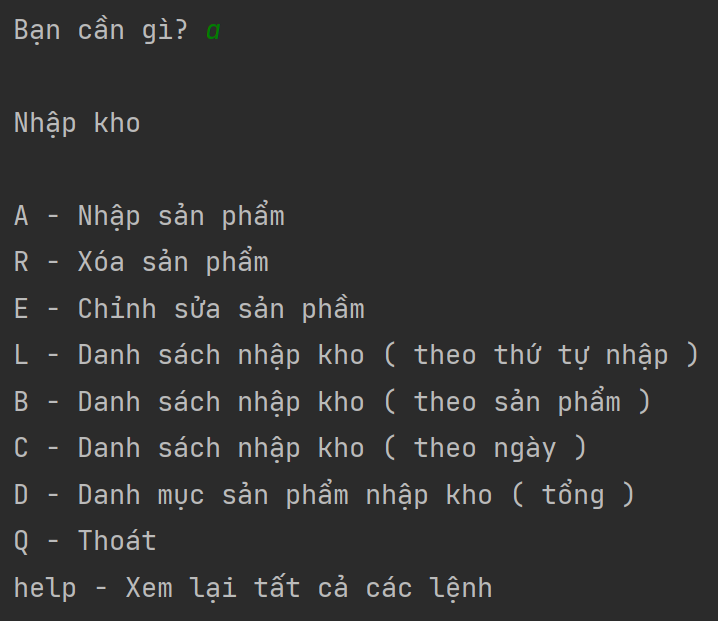 Bạn cần gì? a
Nhập kho
A - Nhập sản phẩm
R - Xóa sản phẩm
E - Chỉnh sửa sản phầm
L - Danh sách nhập kho ( theo thứ tự nhập )
B - Danh sách nhập kho ( theo sản phẩm )
C - Danh sách nhập kho ( theo ngày )
D - Danh mục sản phẩm nhập kho ( tổng )
Q - Thoát
help - Xem lại tất cả các lệnh